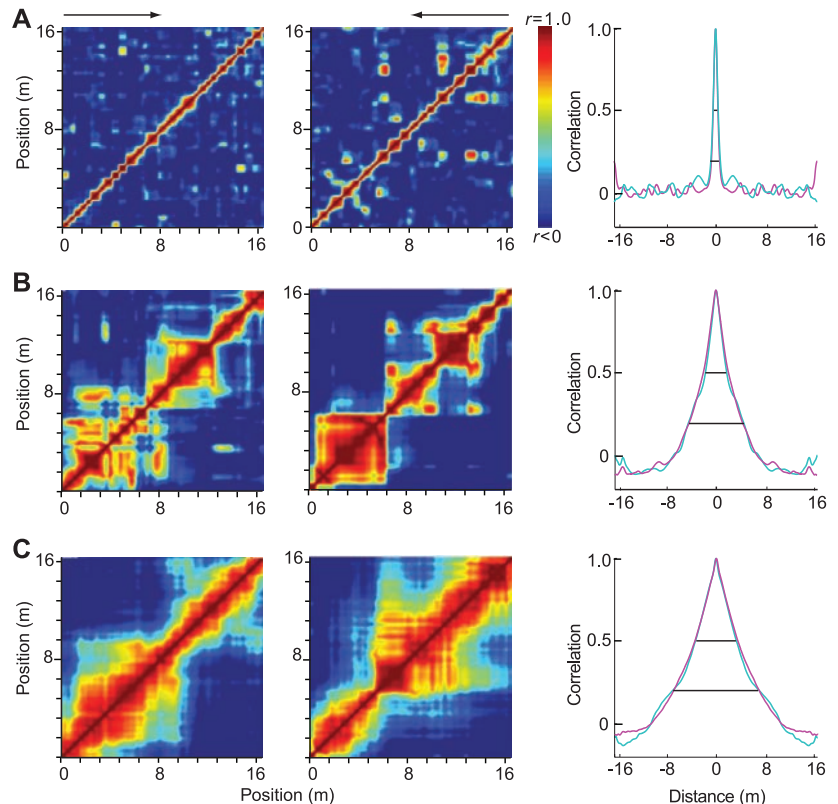 A
r=1.0
r<0
Position (m)
16
8
0
0 8 16
0 8 16
Correlation
1.0
0.5
0
-16 -8 0 8 16
B
Position (m)
16
8
0
0 8 16
16
8
0 8 16
Correlation
1.0
0.5
0
-16 -8 0 8 16
C
Position (m)
16
8
0 8 16
16
8
0 8 16
Position (m)
Correlation
1.0
0.5
0
-16 -8 0 8 16
Distance (m)